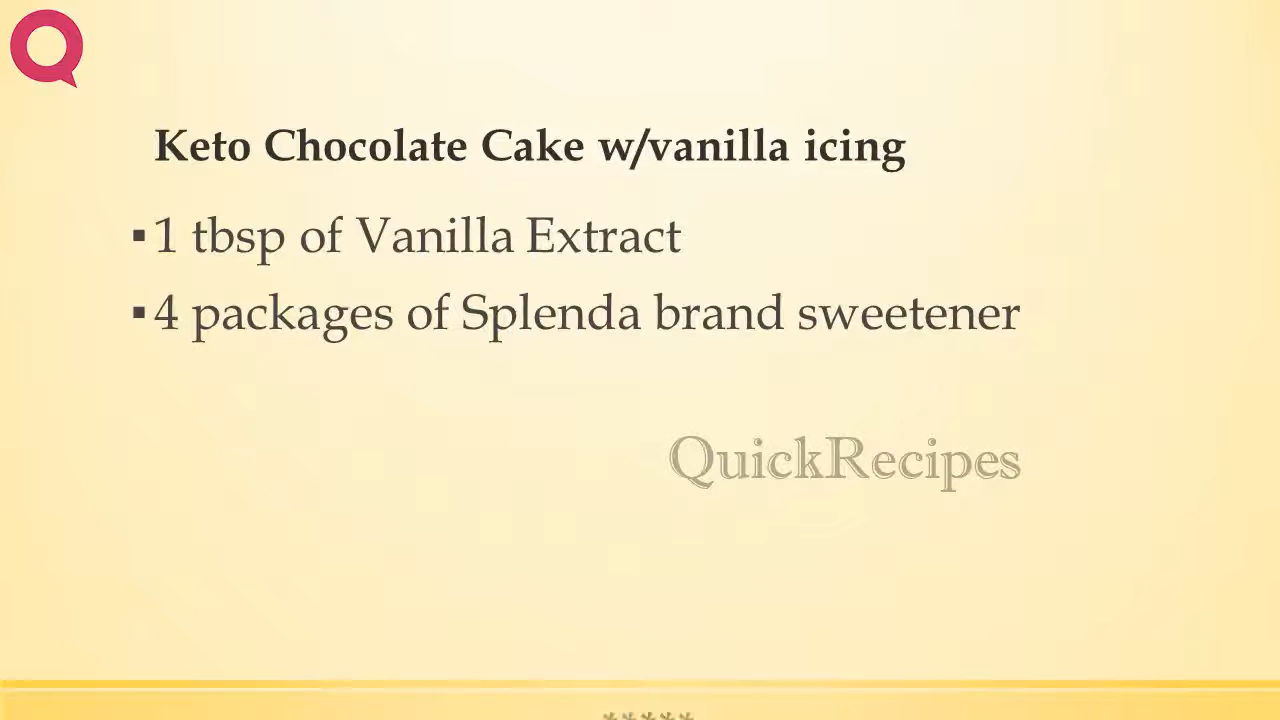 Keto Chocolate Cake w/vanilla icing
▪1 tbsp of Vanilla Extract
▪4 packages of Splenda brand sweetener
QuickRecipes